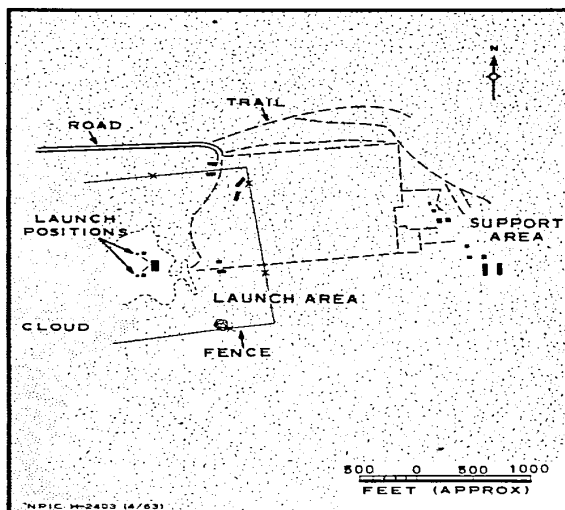 N
TRAIL
ROAD
LAUNCH
POSITIONS
SUPPORT
AREA
LAUNCH AREA
CLOUD
FENCE
500 0 500 1000
FEET (APPROX)
NPIC H-2403 (4/63)